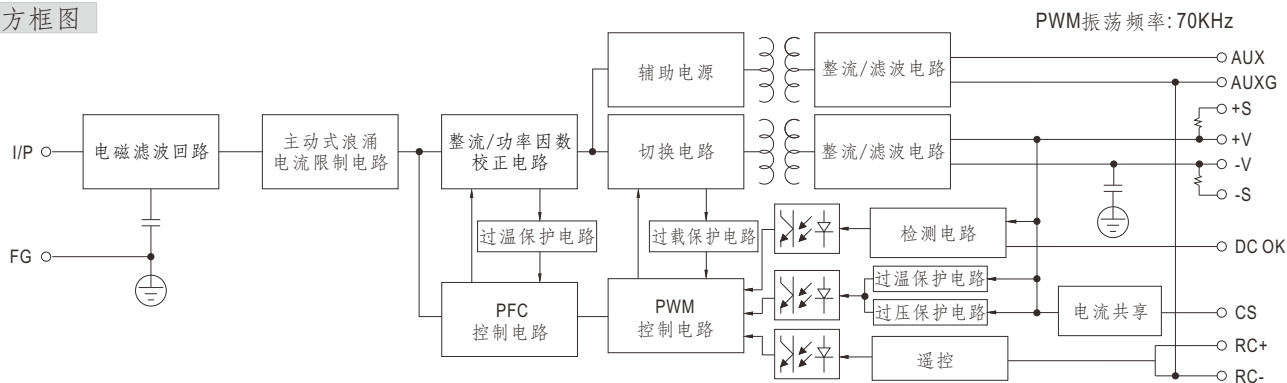 方框图
PWM振荡频率: 70KHz
辅助电源
整流/滤波电路
AUX
AUXG
+S
I/P
电磁滤波回路
主动式浪涌
电流限制电路
整流/功率因数
校正电路
切换电路
整流/滤波电路
+V
-V
-S
过温保护电路
过载保护电路
检测电路
DC OK
FG
PFC
控制电路
PWM
控制电路
过温保护电路
过压保护电路
电流共享
CS
遥控
RC+
RC-